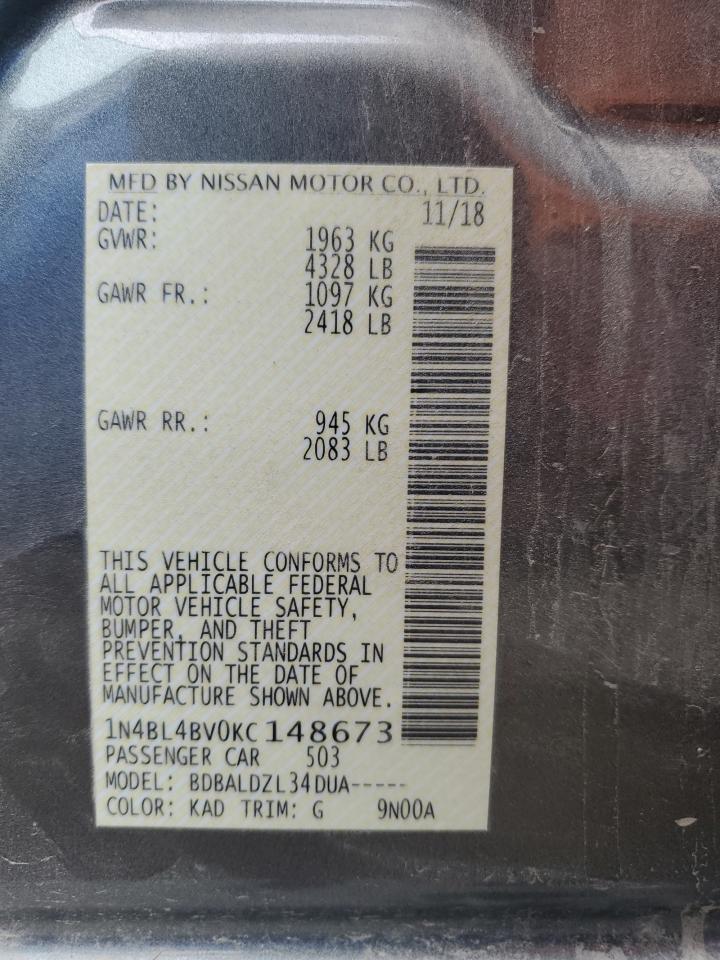 MFD BY NISSAN MOTOR CO., LTD.
DATE: 11/18
GVWR: 1963 KG
4328 LB
GAWR FR.: 1097 KG
2418 LB
GAWR RR.: 945 KG
2083 LB
THIS VEHICLE CONFORMS TO
ALL APPLICABLE FEDERAL
MOTOR VEHICLE SAFETY,
BUMPER, AND THEFT
PREVENTION STANDARDS IN
EFFECT ON THE DATE OF
MANUFACTURE SHOWN ABOVE.
1N4BL4BV0KC148673
PASSENGER CAR 503
MODEL: BDBALDZL34DUA-----
COLOR: KAD TRIM: G 9N00A